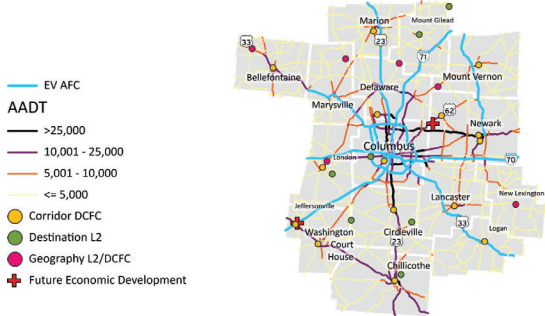 EV AFC
AADT
>25,000
10,001 - 25,000
5,001 - 10,000
<= 5,000
Corridor DCFC
Destination L2
Geography L2/DCFC
Future Economic Development
Marion
Mount Gilead
33
23
71
Bellefontaine
Mount Vernon
Delaware
Marysville
62
Newark
Columbus
London
70
New Lexington
Jeffersonville
Lancaster
Washington
Court
House
Circleville
33
Logan
23
Chillicothe